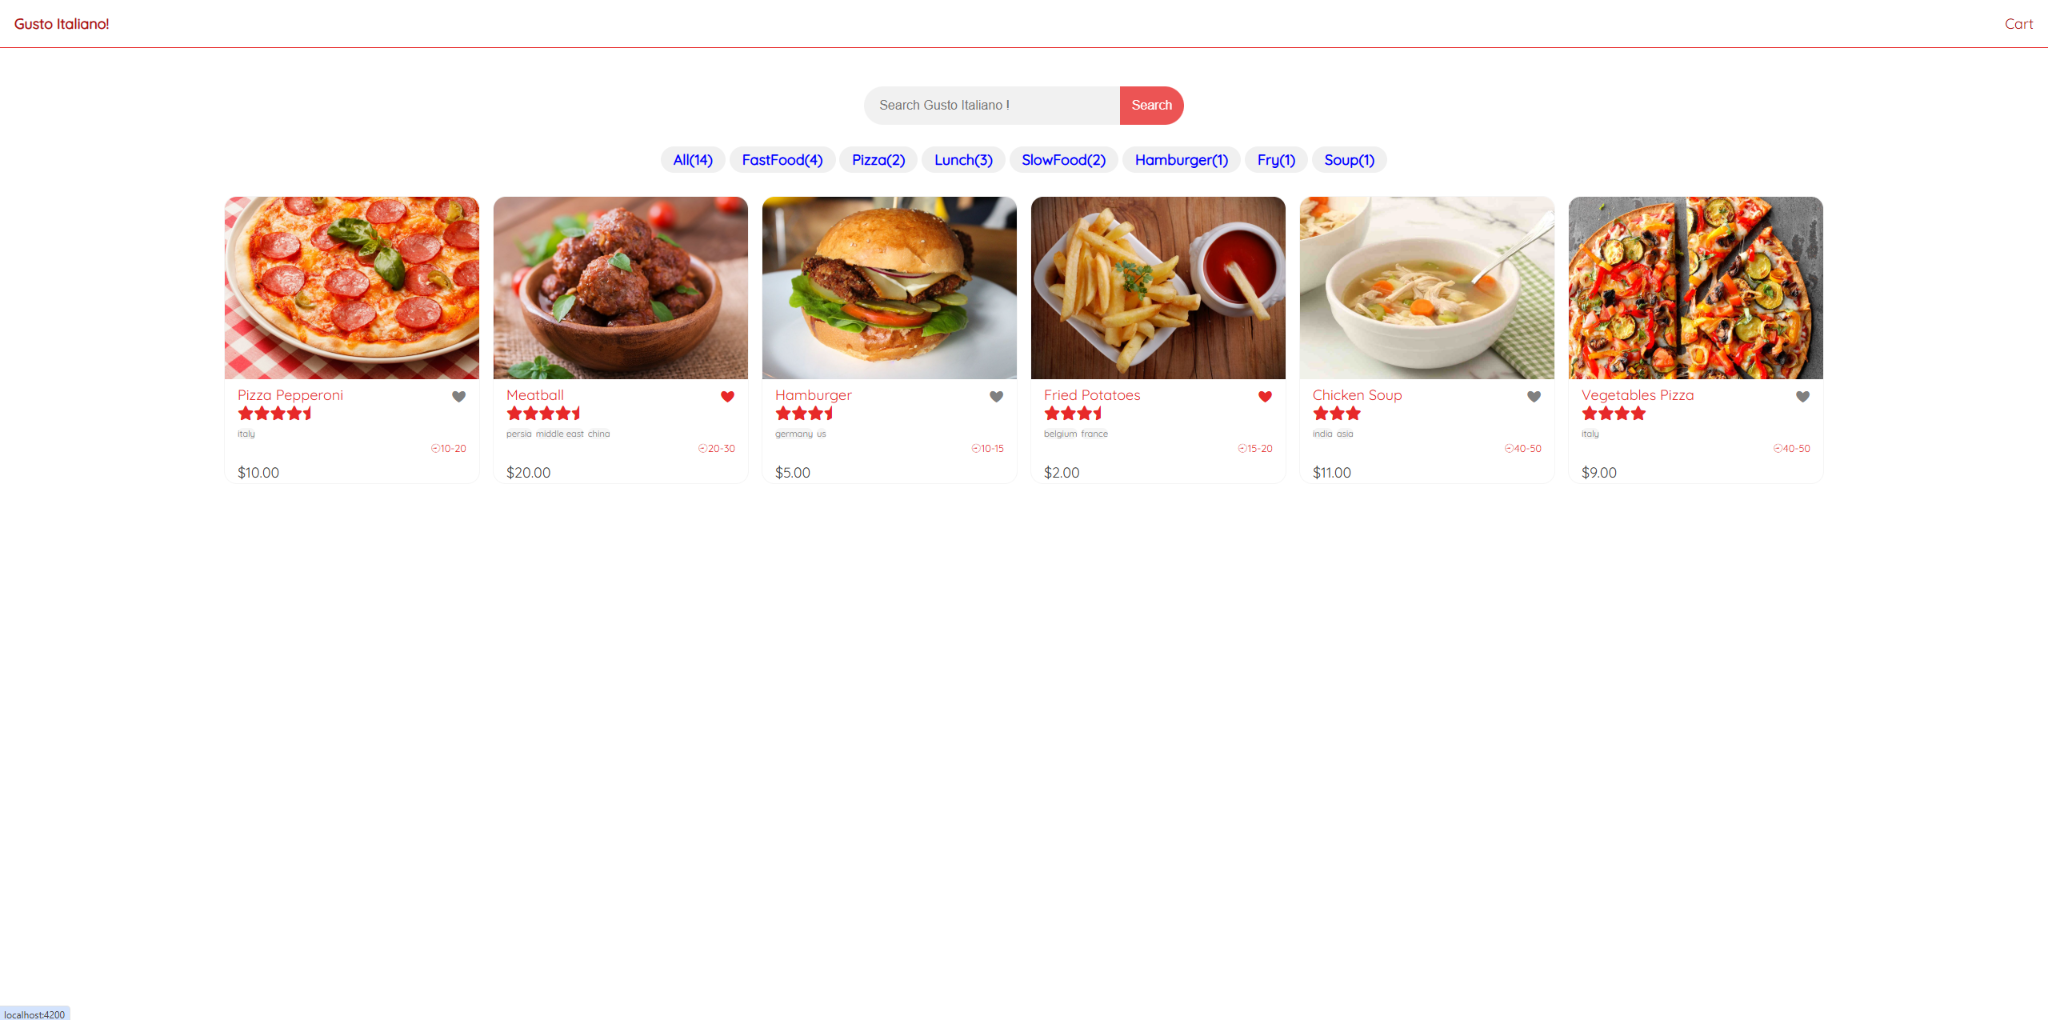 Gusto Italiano!
Cart
Search Gusto Italiano !
Search
All(14)
FastFood(4)
Pizza(2)
Lunch(3)
SlowFood(2)
Hamburger(1)
Fry(1)
Soup(1)
Pizza Pepperoni
italy
10-20
$10.00
Meatball
persia middle east china
20-30
$20.00
Hamburger
germany us
10-15
$5.00
Fried Potatoes
belgium france
15-20
$2.00
Chicken Soup
india asia
40-50
$11.00
Vegetables Pizza
italy
40-50
$9.00
localhost:4200